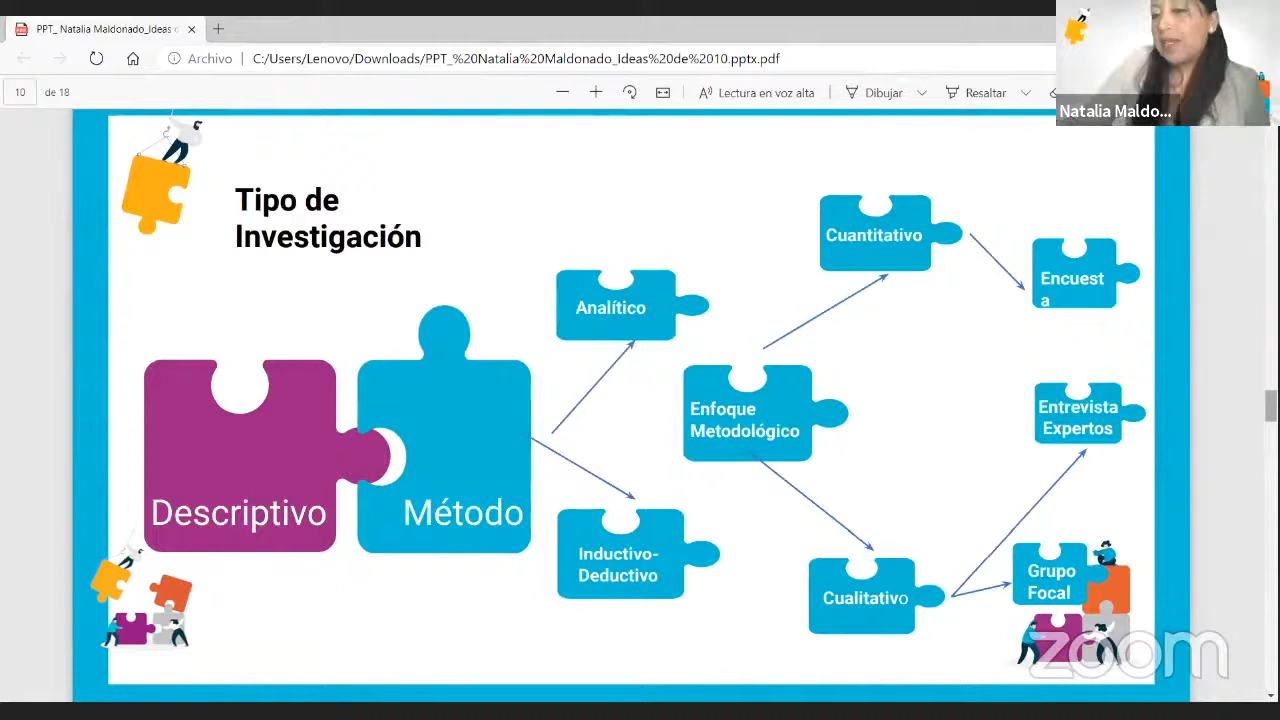 PPT_ Natalia Maldonado_Ideas d
Archivo
C:/Users/Lenovo/Downloads/PPT_%20Natalia%20Maldonado_Ideas%20de%2010.pptx.pdf
10
de 18
Lectura en voz alta
Dibujar
Resaltar
Natalia Maldo...
Tipo de
Investigación
Cuantitativo
Encuest
a
Analítico
Enfoque
Metodológico
Entrevista
Expertos
Descriptivo
Método
Inductivo-
Deductivo
Cualitativo
Grupo
Focal
zoom